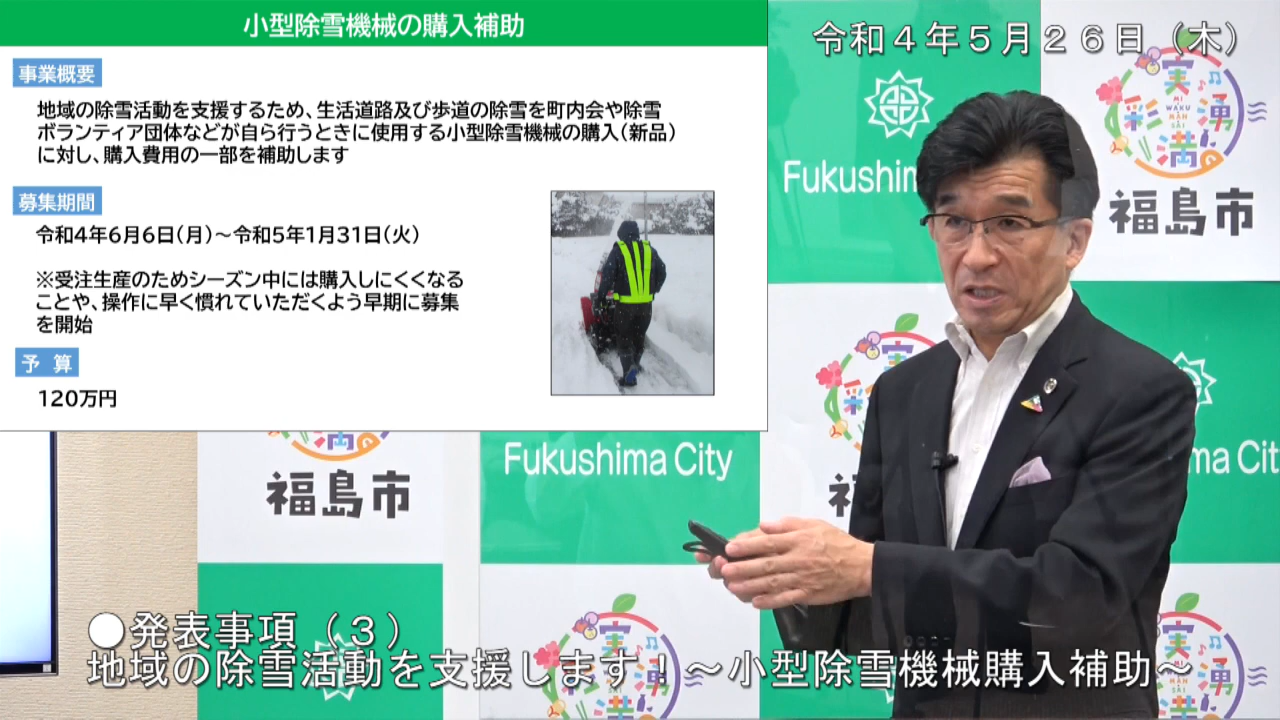 小型除雪機械の購入補助
事業概要
地域の除雪活動を支援するため、生活道路及び歩道の除雪を町内会や除雪
ボランティア団体などが自ら行うときに使用する小型除雪機械の購入（新品）
に対し、購入費用の一部を補助します
募集期間
令和4年6月6日（月）～令和5年1月31日（火）
※受注生産のためシーズン中には購入しにくくなる
ことや、操作に早く慣れていただくよう早期に募集
を開始
予 算
120万円
令和４年５月２６日（木）
実
湧
彩
満
福島市
Fukushim
福島市
Fukushima City
ma Cit
●発表事項（３）
地域の除雪活動を支援します！～小型除雪機械購入補助～